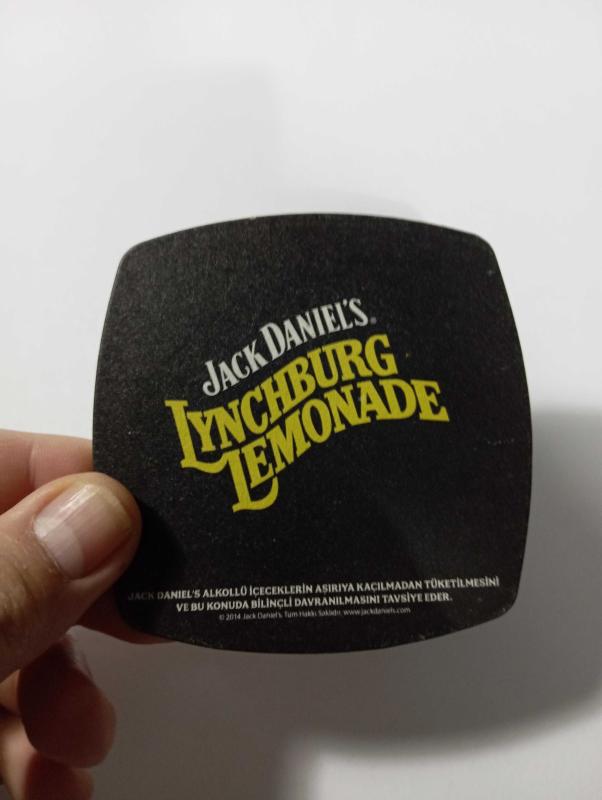 JACK DANIEL'S®
LYNCHBURG
LEMONADE
JACK DANIEL'S ALKOLLÜ İÇECEKLERİN AŞIRIYA KAÇILMADAN TÜKETİLMESİNİ
VE BU KONUDA BİLİNÇLİ DAVRANILMASINI TAVSİYE EDER.
© 2014 Jack Daniel's. Tüm Hakkı Saklıdır. www.jackdaniels.com